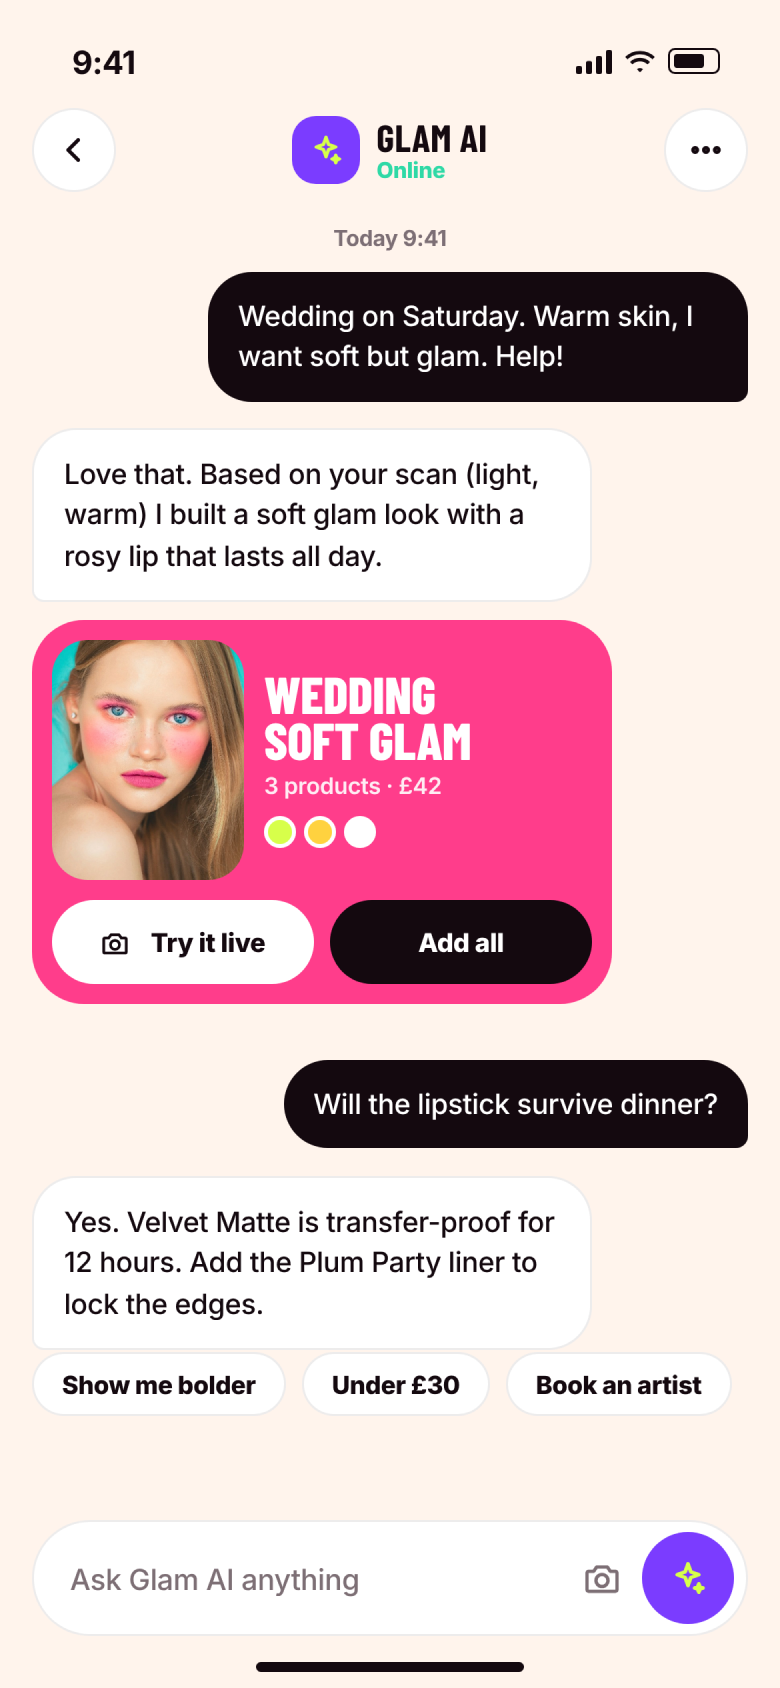 9:41
GLAM AI
Online
Today 9:41
Wedding on Saturday. Warm skin, I
want soft but glam. Help!
Love that. Based on your scan (light,
warm) I built a soft glam look with a
rosy lip that lasts all day.
WEDDING
SOFT GLAM
3 products · £42
Try it live
Add all
Will the lipstick survive dinner?
Yes. Velvet Matte is transfer-proof for
12 hours. Add the Plum Party liner to
lock the edges.
Show me bolder
Under £30
Book an artist
Ask Glam AI anything